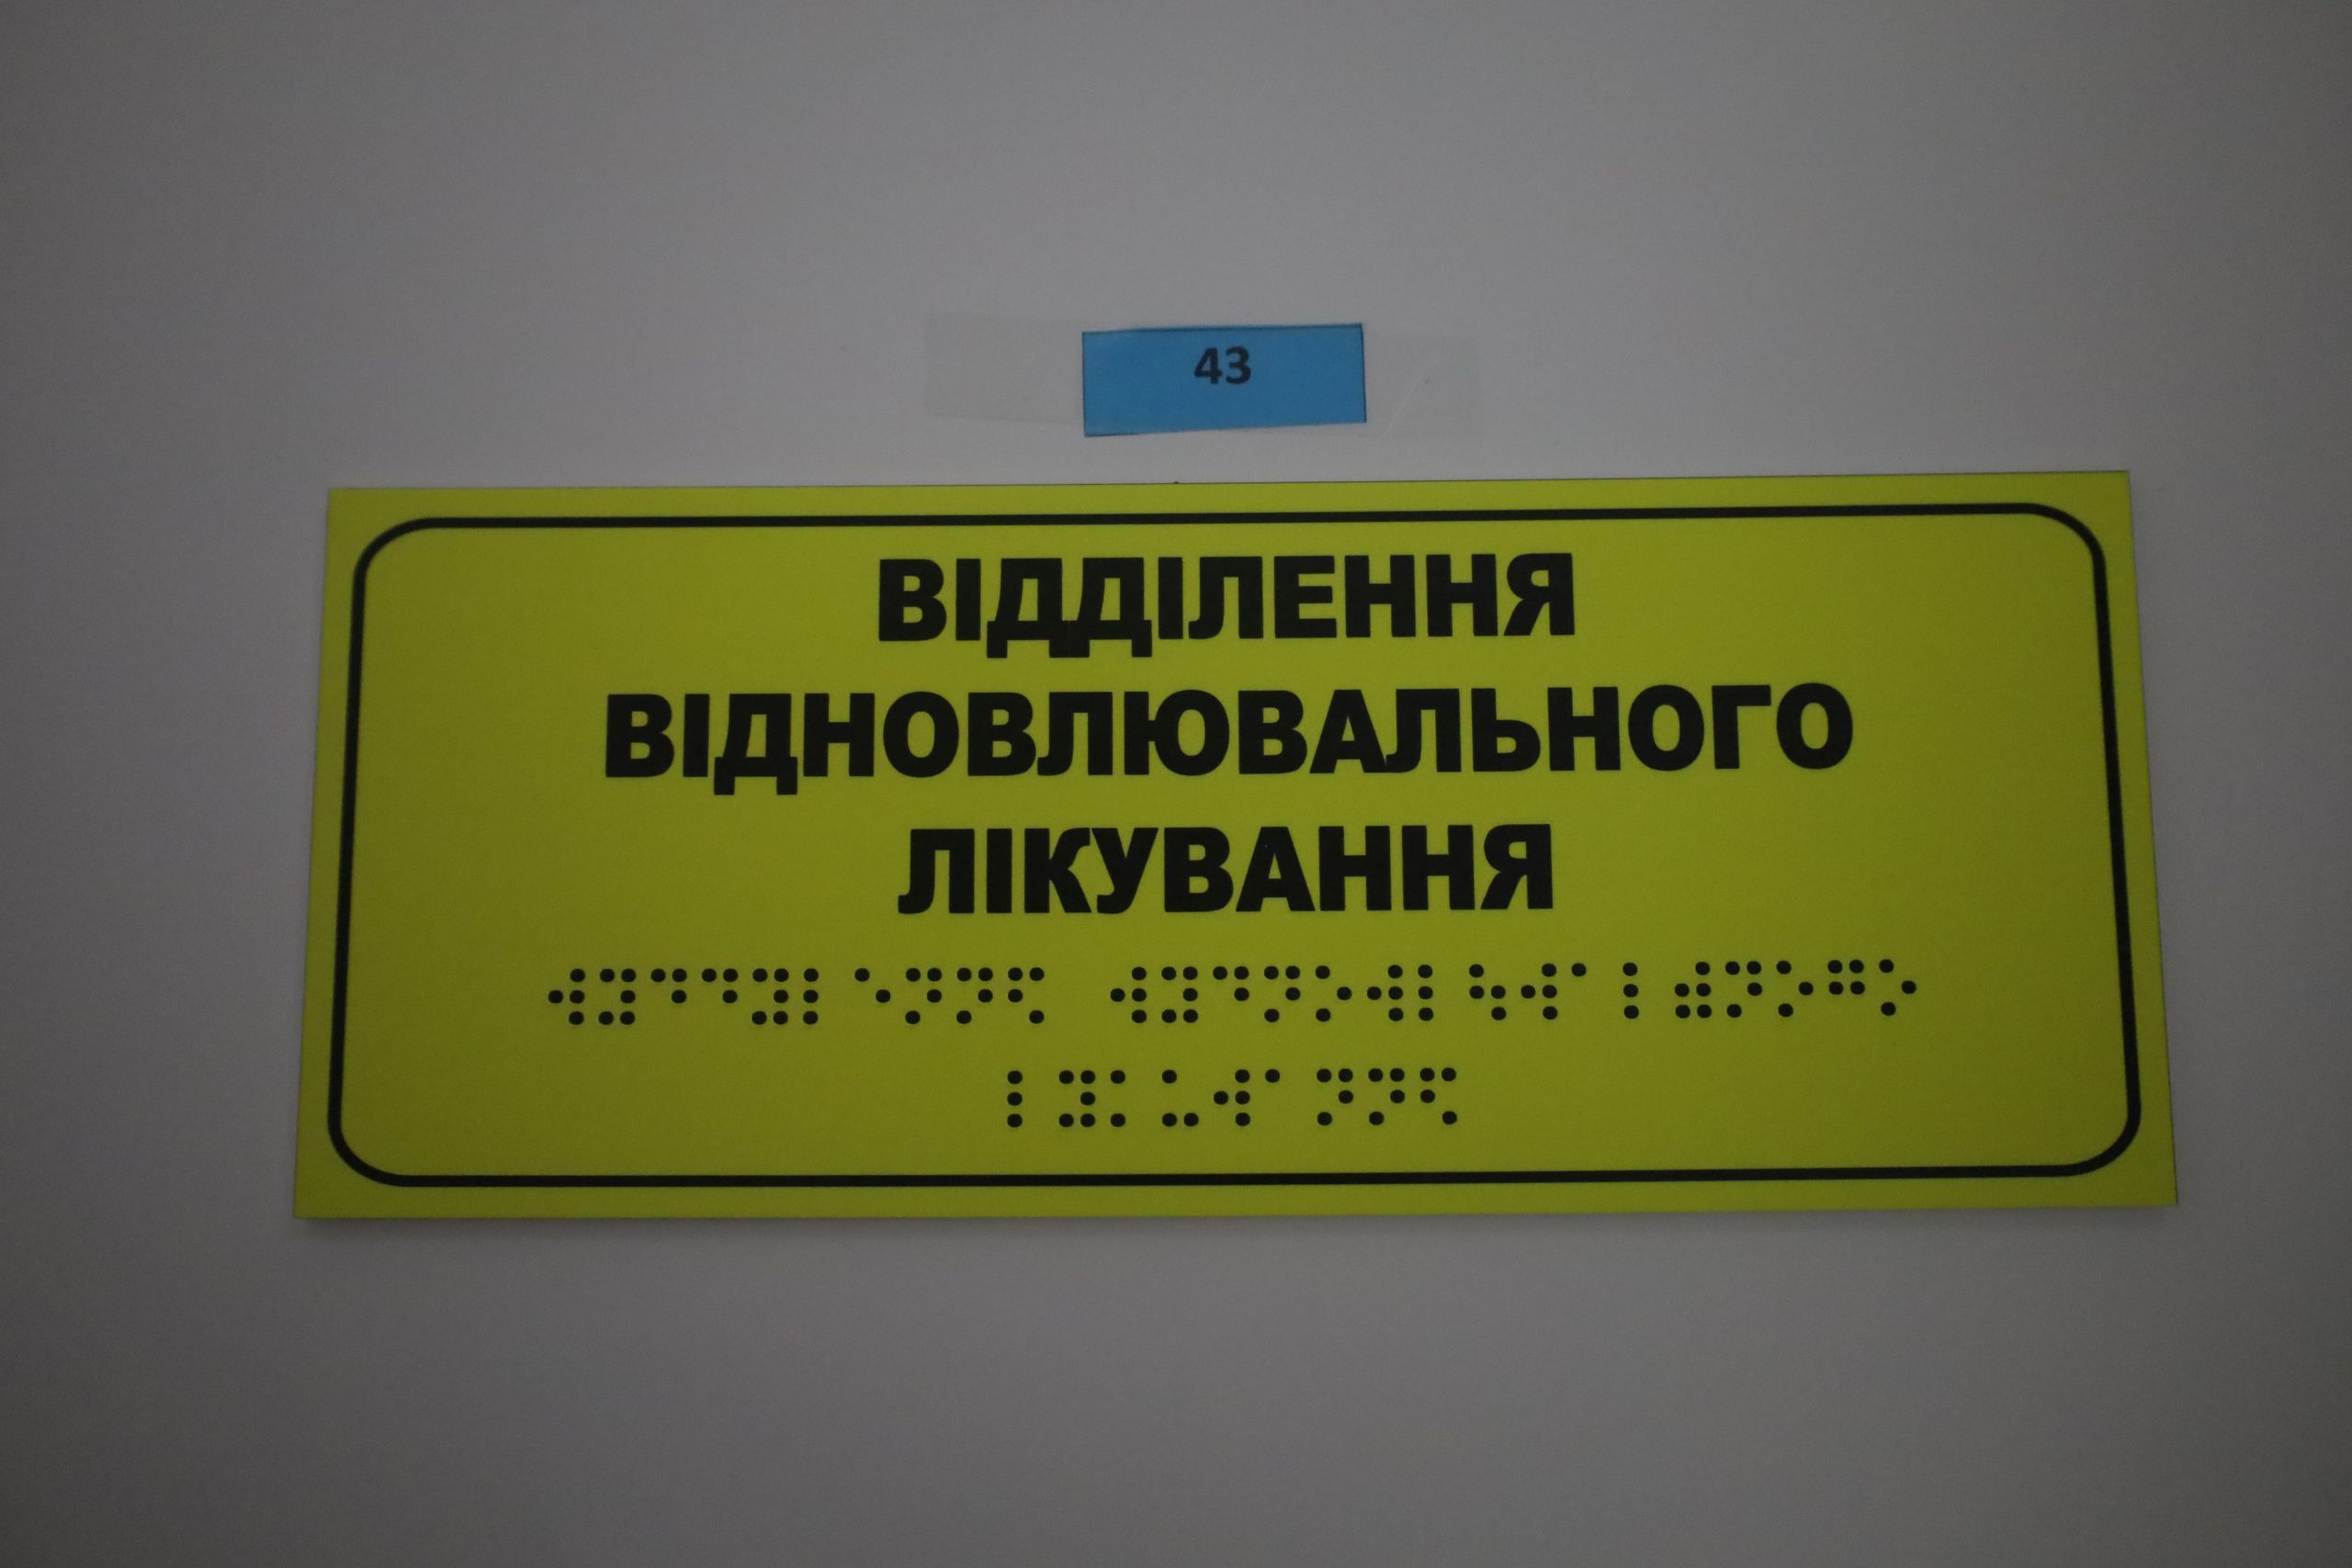 43
ВІДДІЛЕННЯ
ВІДНОВЛЮВАЛЬНОГО
ЛІКУВАННЯ
⠺⠹⠙⠙⠹⠇⠑⠝⠝⠫ ⠺⠹⠙⠝⠕⠺⠇⠳⠺⠁⠇⠾⠝⠕⠛⠕
⠇⠹⠅⠥⠺⠁⠝⠝⠫